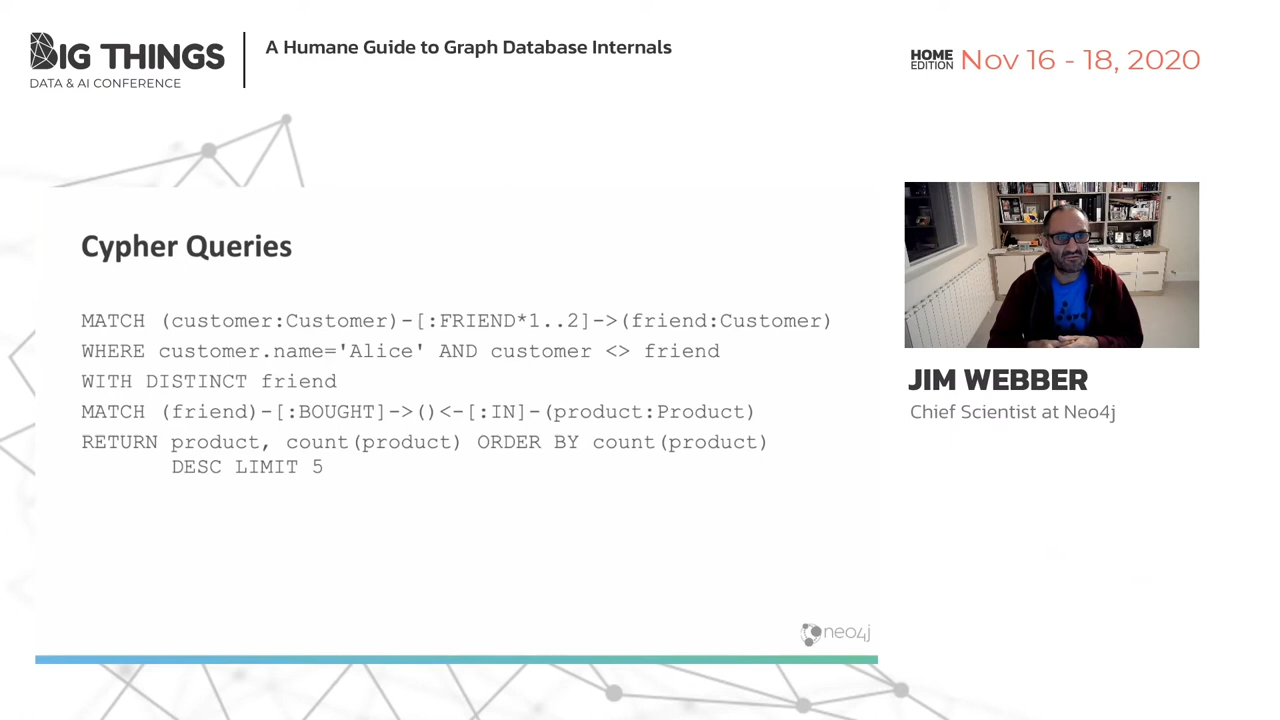 BIG THINGS
DATA & AI CONFERENCE
A Humane Guide to Graph Database Internals
HOME
EDITION
Nov 16 - 18, 2020
Cypher Queries
MATCH (customer:Customer)-[:FRIEND*1..2]->(friend:Customer)
WHERE customer.name='Alice' AND customer <> friend
WITH DISTINCT friend
MATCH (friend)-[:BOUGHT]->()<-[:IN]-(product:Product)
RETURN product, count(product) ORDER BY count(product)
DESC LIMIT 5
neo4j
JIM WEBBER
Chief Scientist at Neo4j